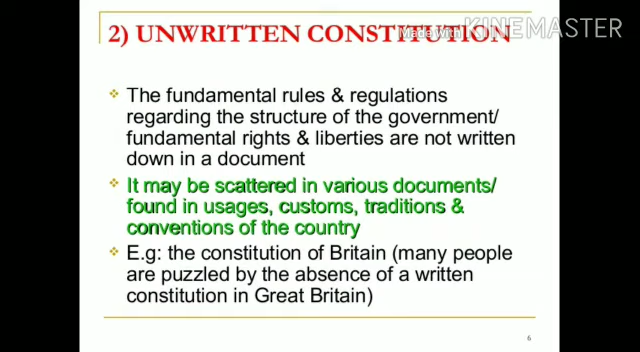 2) UNWRITTEN CONSTITUTION
Made with KINEMASTER
The fundamental rules & regulations
regarding the structure of the government/
fundamental rights & liberties are not written
down in a document
It may be scattered in various documents/
found in usages, customs, traditions &
conventions of the country
E.g: the constitution of Britain (many people
are puzzled by the absence of a written
constitution in Great Britain)
6